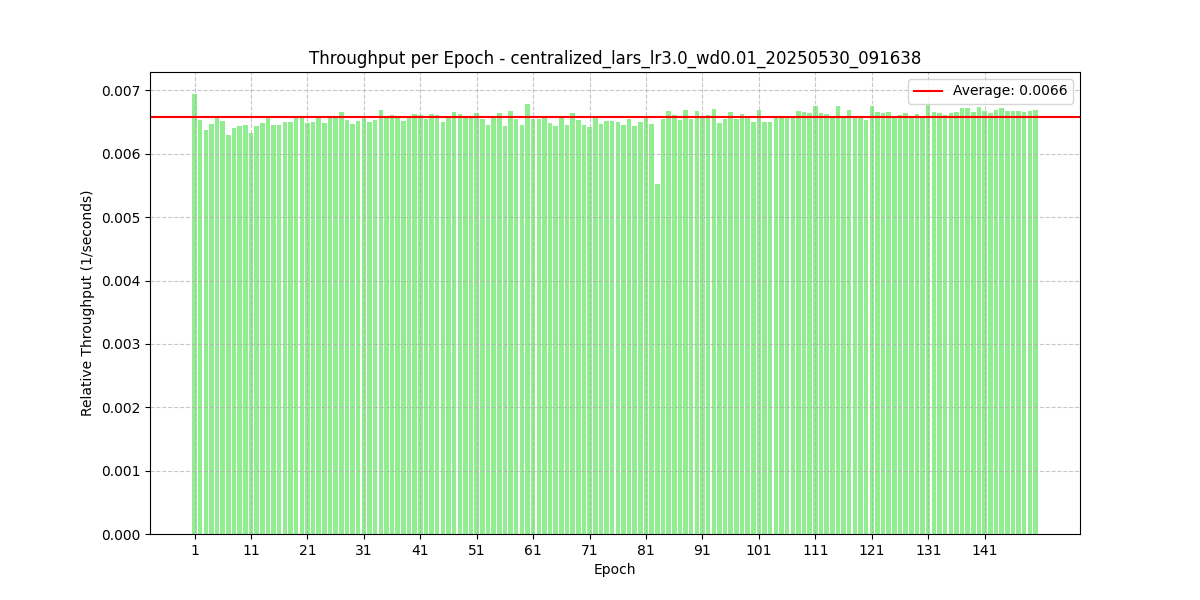 Throughput per Epoch - centralized_lars_lr3.0_wd0.01_20250530_091638
Average: 0.0066
Relative Throughput (1/seconds)
0.007
0.006
0.005
0.004
0.003
0.002
0.001
0.000
1 11 21 31 41 51 61 71 81 91 101 111 121 131 141
Epoch